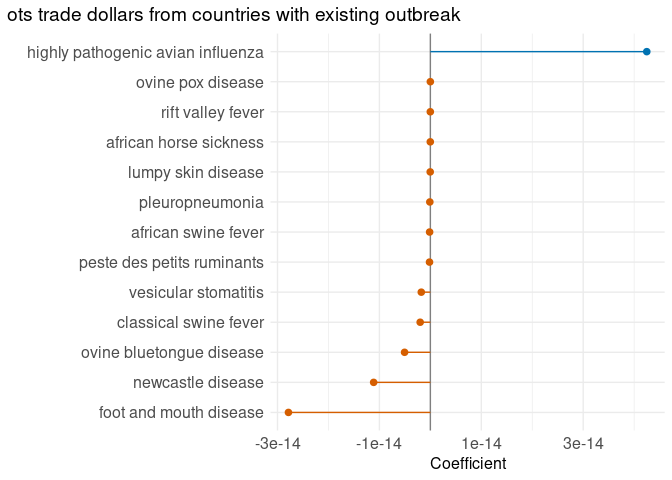 ots trade dollars from countries with existing outbreak
highly pathogenic avian influenza
ovine pox disease
rift valley fever
african horse sickness
lumpy skin disease
pleuropneumonia
african swine fever
peste des petits ruminants
vesicular stomatitis
classical swine fever
ovine bluetongue disease
newcastle disease
foot and mouth disease
-3e-14 -1e-14 1e-14 3e-14
Coefficient